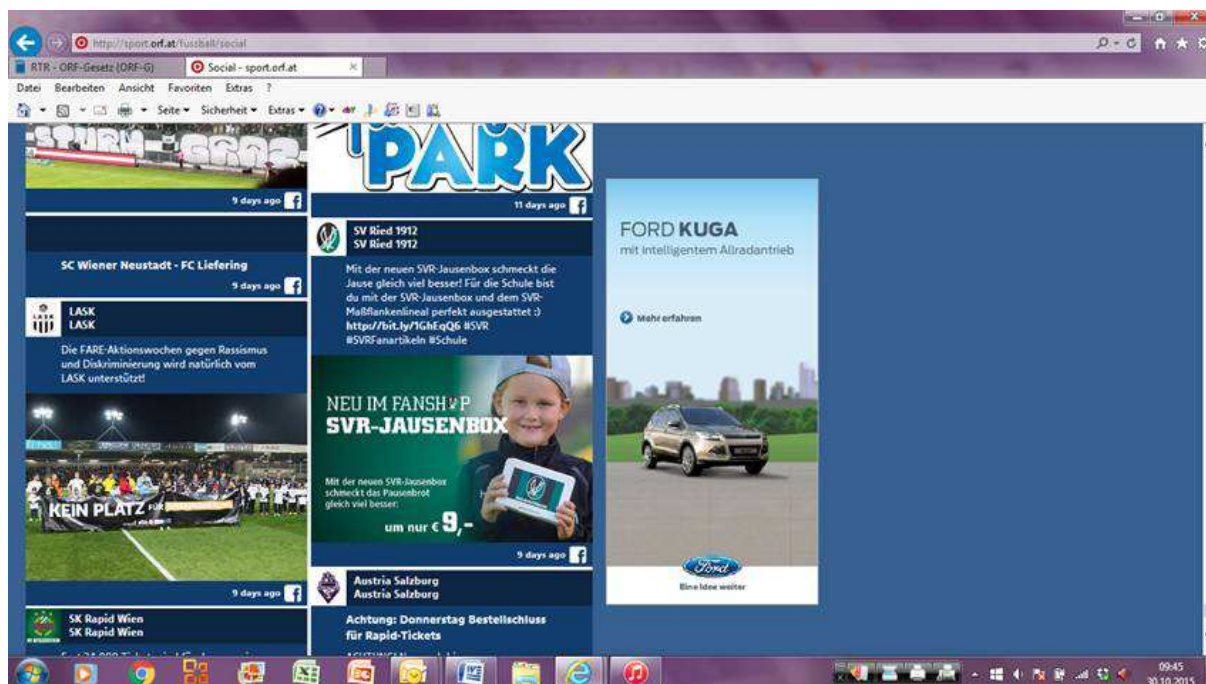 http://sport.orf.at/fussball/social
RTR - ORF-Gesetz (ORF-G)
Social - sport.orf.at
Datei Bearbeiten Ansicht Favoriten Extras ?
Seite Sicherheit Extras
STURM GRAZ
9 days ago
SC Wiener Neustadt - FC Liefering
9 days ago
LASK
LASK
Die FARE-Aktionswochen gegen Rassismus
und Diskriminierung wird natürlich vom
LASK unterstützt!
KEIN PLATZ FÜR
9 days ago
SK Rapid Wien
SK Rapid Wien
PARK
11 days ago
SV Ried 1912
SV Ried 1912
Mit der neuen SVR-Jausenbox schmeckt die
Jause gleich viel besser! Für die Schule bist
du mit der SVR-Jausenbox und dem SVR-
Maßflankenlineal perfekt ausgestattet :)
http://bit.ly/1GhEqQ6 #SVR
#SVRFanartikeln #Schule
NEU IM FANSHOP
SVR-JAUSENBOX
Mit der neuen SVR-Jausenbox
schmeckt das Pausenbrot
gleich viel besser:
um nur € 9,-
9 days ago
Austria Salzburg
Austria Salzburg
Achtung: Donnerstag Bestellschluss
für Rapid-Tickets
FORD KUGA
mit intelligentem Allradantrieb
Mehr erfahren
Ford
Eine Idee weiter
09:45
30.10.2015